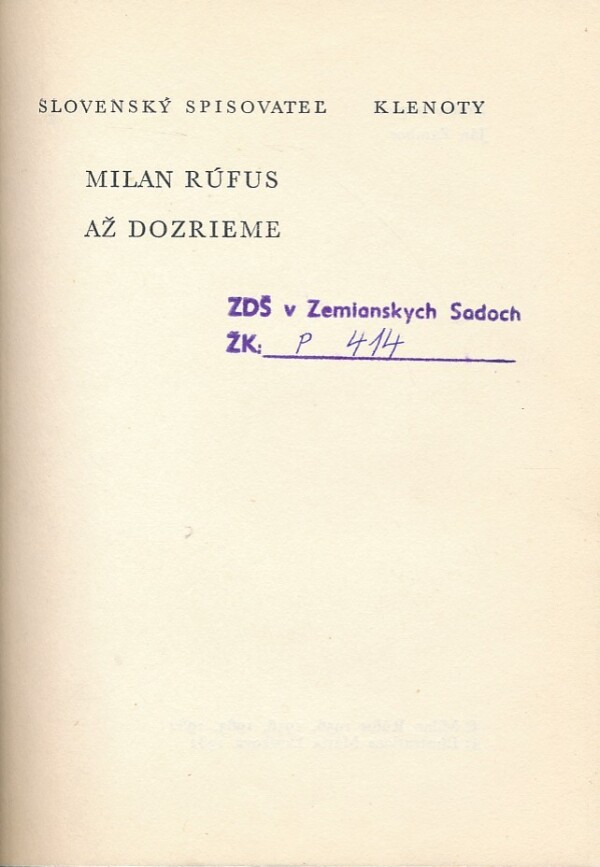 SLOVENSKÝ SPISOVATEĽ KLENOTY
MILAN RÚFUS
AŽ DOZRIEME
ZDŠ v Zemianskych Sadoch
ŽK: P 414